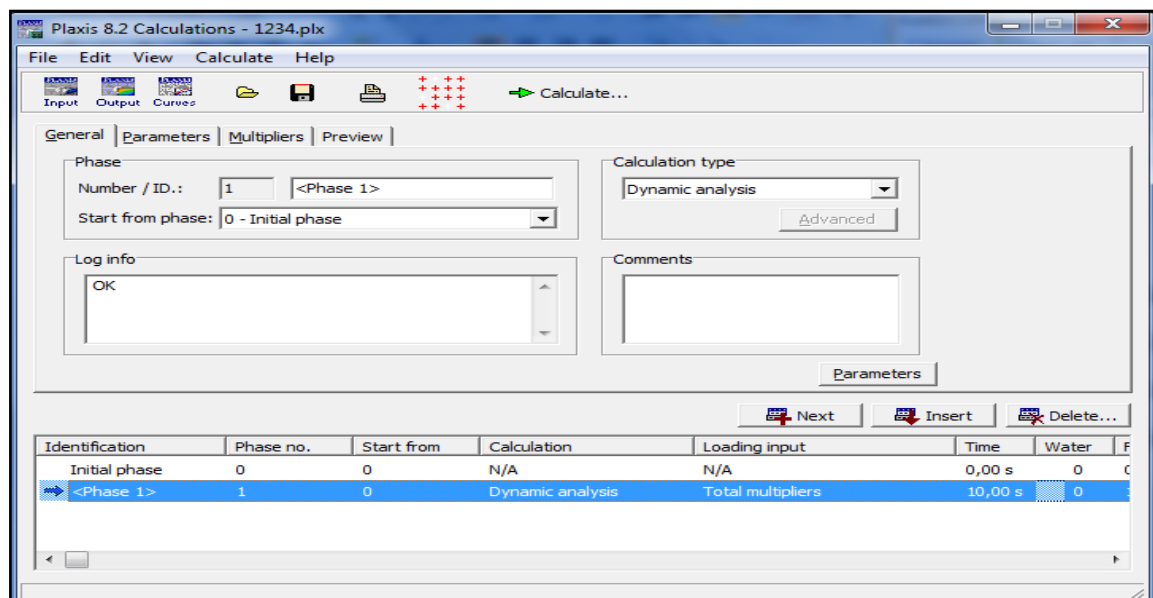 Plaxis 8.2 Calculations - 1234.plx
File Edit View Calculate Help
Input Output Curves Calculate...
General Parameters Multipliers Preview
Phase
Number / ID.: 1 <Phase 1>
Start from phase: 0 - Initial phase
Calculation type
Dynamic analysis
Advanced
Log info
OK
Comments
Parameters
Next Insert Delete...
Identification Phase no. Start from Calculation Loading input Time Water F
Initial phase 0 0 N/A N/A 0,00 s 0
<Phase 1> 1 0 Dynamic analysis Total multipliers 10,00 s 0